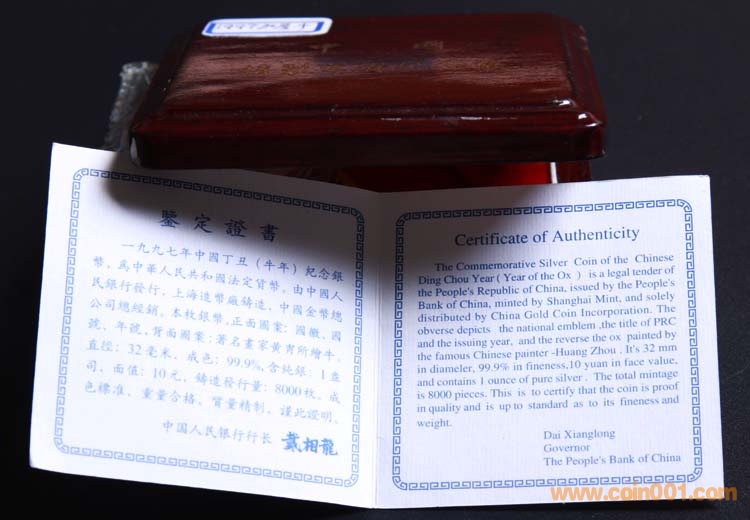 中 國
鑒定證書
一九九七年中國丁丑（牛年）紀念銀
幣，爲中華人民共和國法定貨幣。由中國人
民銀行發行，上海造幣廠鑄造，中國金幣總
公司總經銷。本枚銀幣，正面圖案：國徽、國
號、年號，背面圖案：著名畫家黃胄所繪牛。
直徑：32毫米，成色：99.9%，含純銀：1盎
司，面值：10元，鑄造發行量：8000枚。成
色標準，重量合格，質量精制，謹此證明。
中國人民銀行行長 戴相龍
Certificate of Authenticity
The Commemorative Silver Coin of the Chinese
Ding Chou Year ( Year of the Ox ) is a legal tender of
the People's Republic of China, issued by the People's
Bank of China, minted by Shanghai Mint, and solely
distributed by China Gold Coin Incorporation. The
obverse depicts the national emblem ,the title of PRC
and the issuing year, and the reverse the ox painted by
the famous Chinese painter -Huang Zhou . It's 32 mm
in diameler, 99.9% in fineness,10 yuan in face value,
and contains 1 ounce of pure silver . The total mintage
is 8000 pieces. This is to certify that the coin is proof
in quality and is up to standard as to its fineness and
weight.
Dai Xianglong
Governor
The People's Bank of China
www.coin001.com